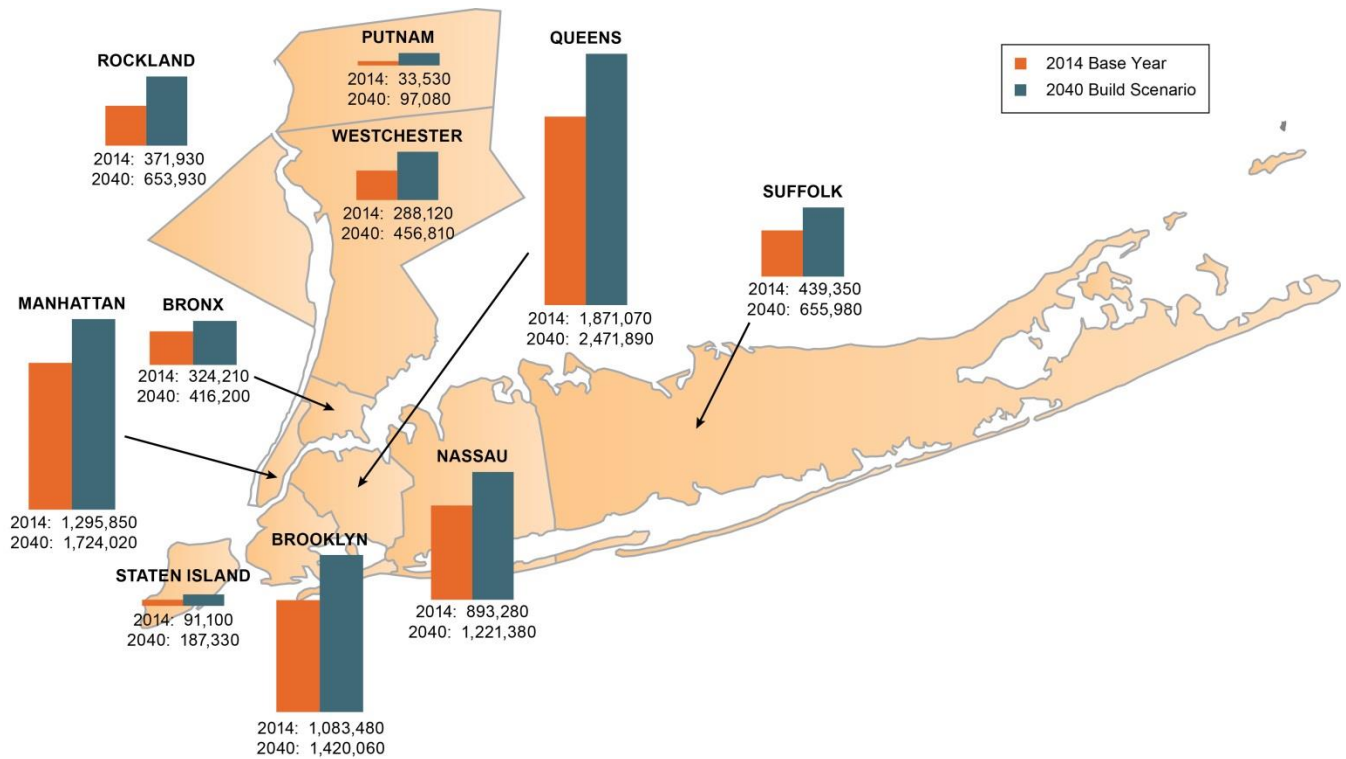 PUTNAM
2014: 33,530
2040: 97,080
QUEENS
2014: 1,871,070
2040: 2,471,890
2014 Base Year
2040 Build Scenario
ROCKLAND
2014: 371,930
2040: 653,930
WESTCHESTER
2014: 288,120
2040: 456,810
SUFFOLK
2014: 439,350
2040: 655,980
MANHATTAN
2014: 1,295,850
2040: 1,724,020
BRONX
2014: 324,210
2040: 416,200
NASSAU
2014: 893,280
2040: 1,221,380
STATEN ISLAND
2014: 91,100
2040: 187,330
BROOKLYN
2014: 1,083,480
2040: 1,420,060